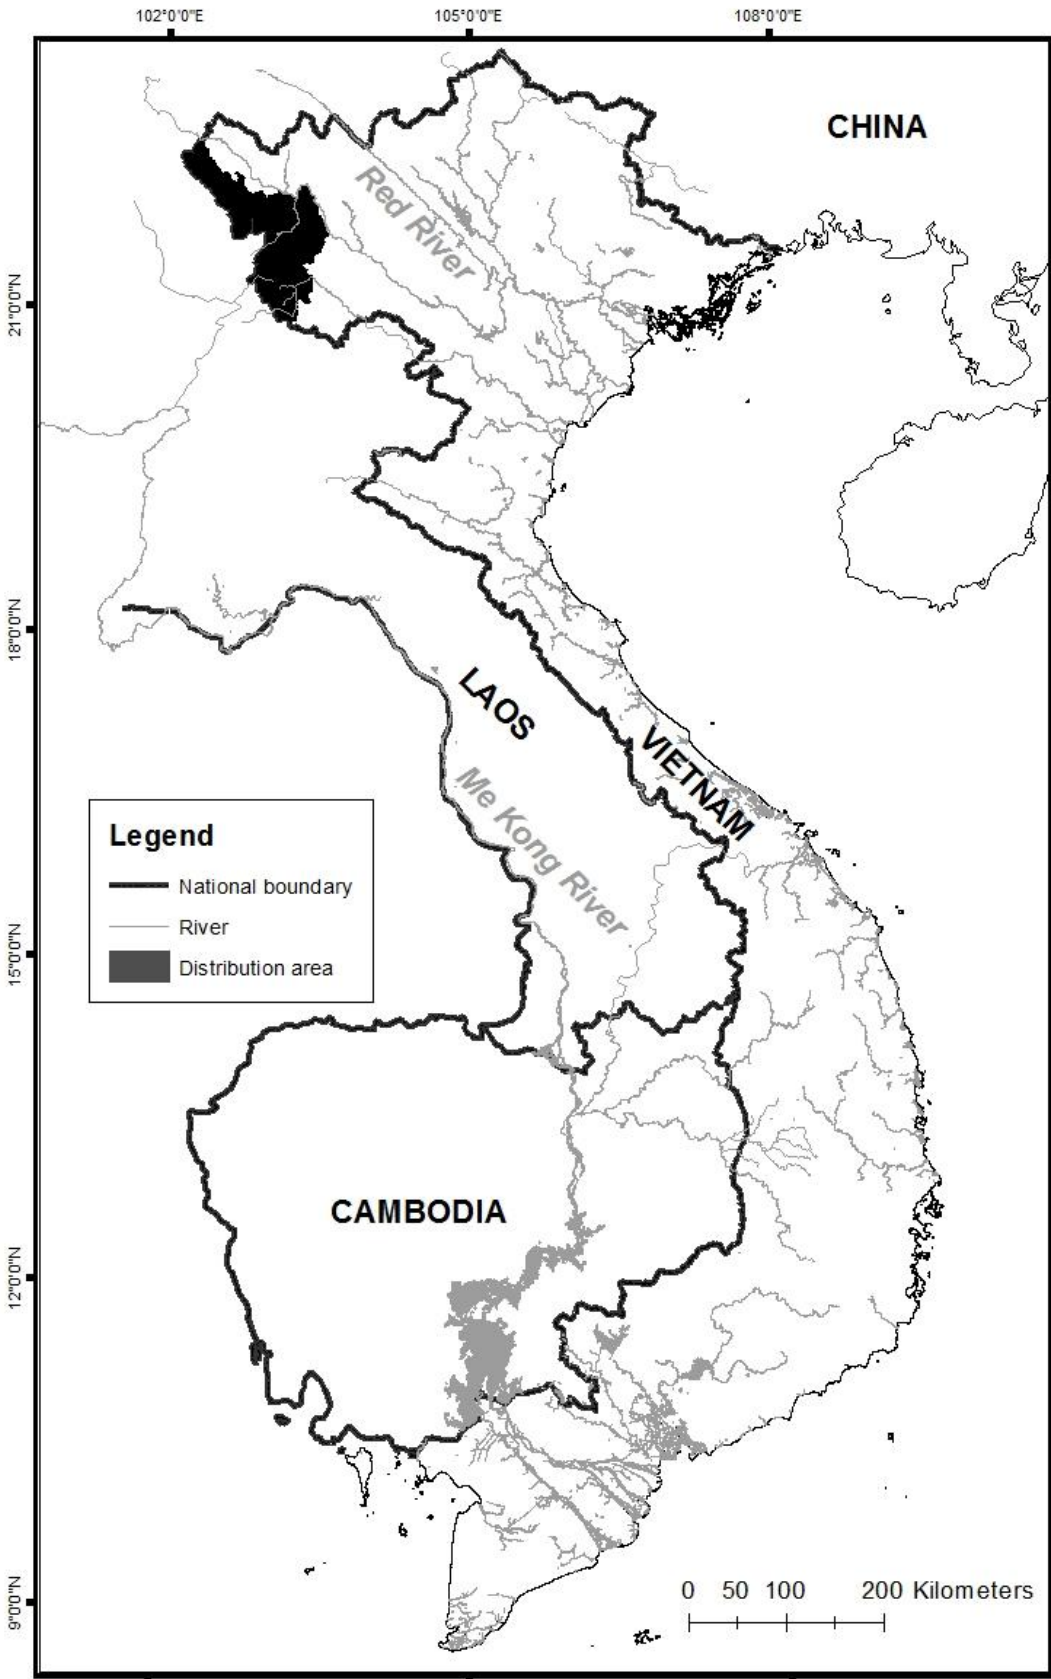 102°0'0"E
105°0'0"E
108°0'0"E
CHINA
Red River
21°0'0"N
18°0'0"N
LAOS
VIETNAM
Me Kong River
Legend
National boundary
River
Distribution area
15°0'0"N
CAMBODIA
12°0'0"N
9°0'0"N
0 50 100 200 Kilometers